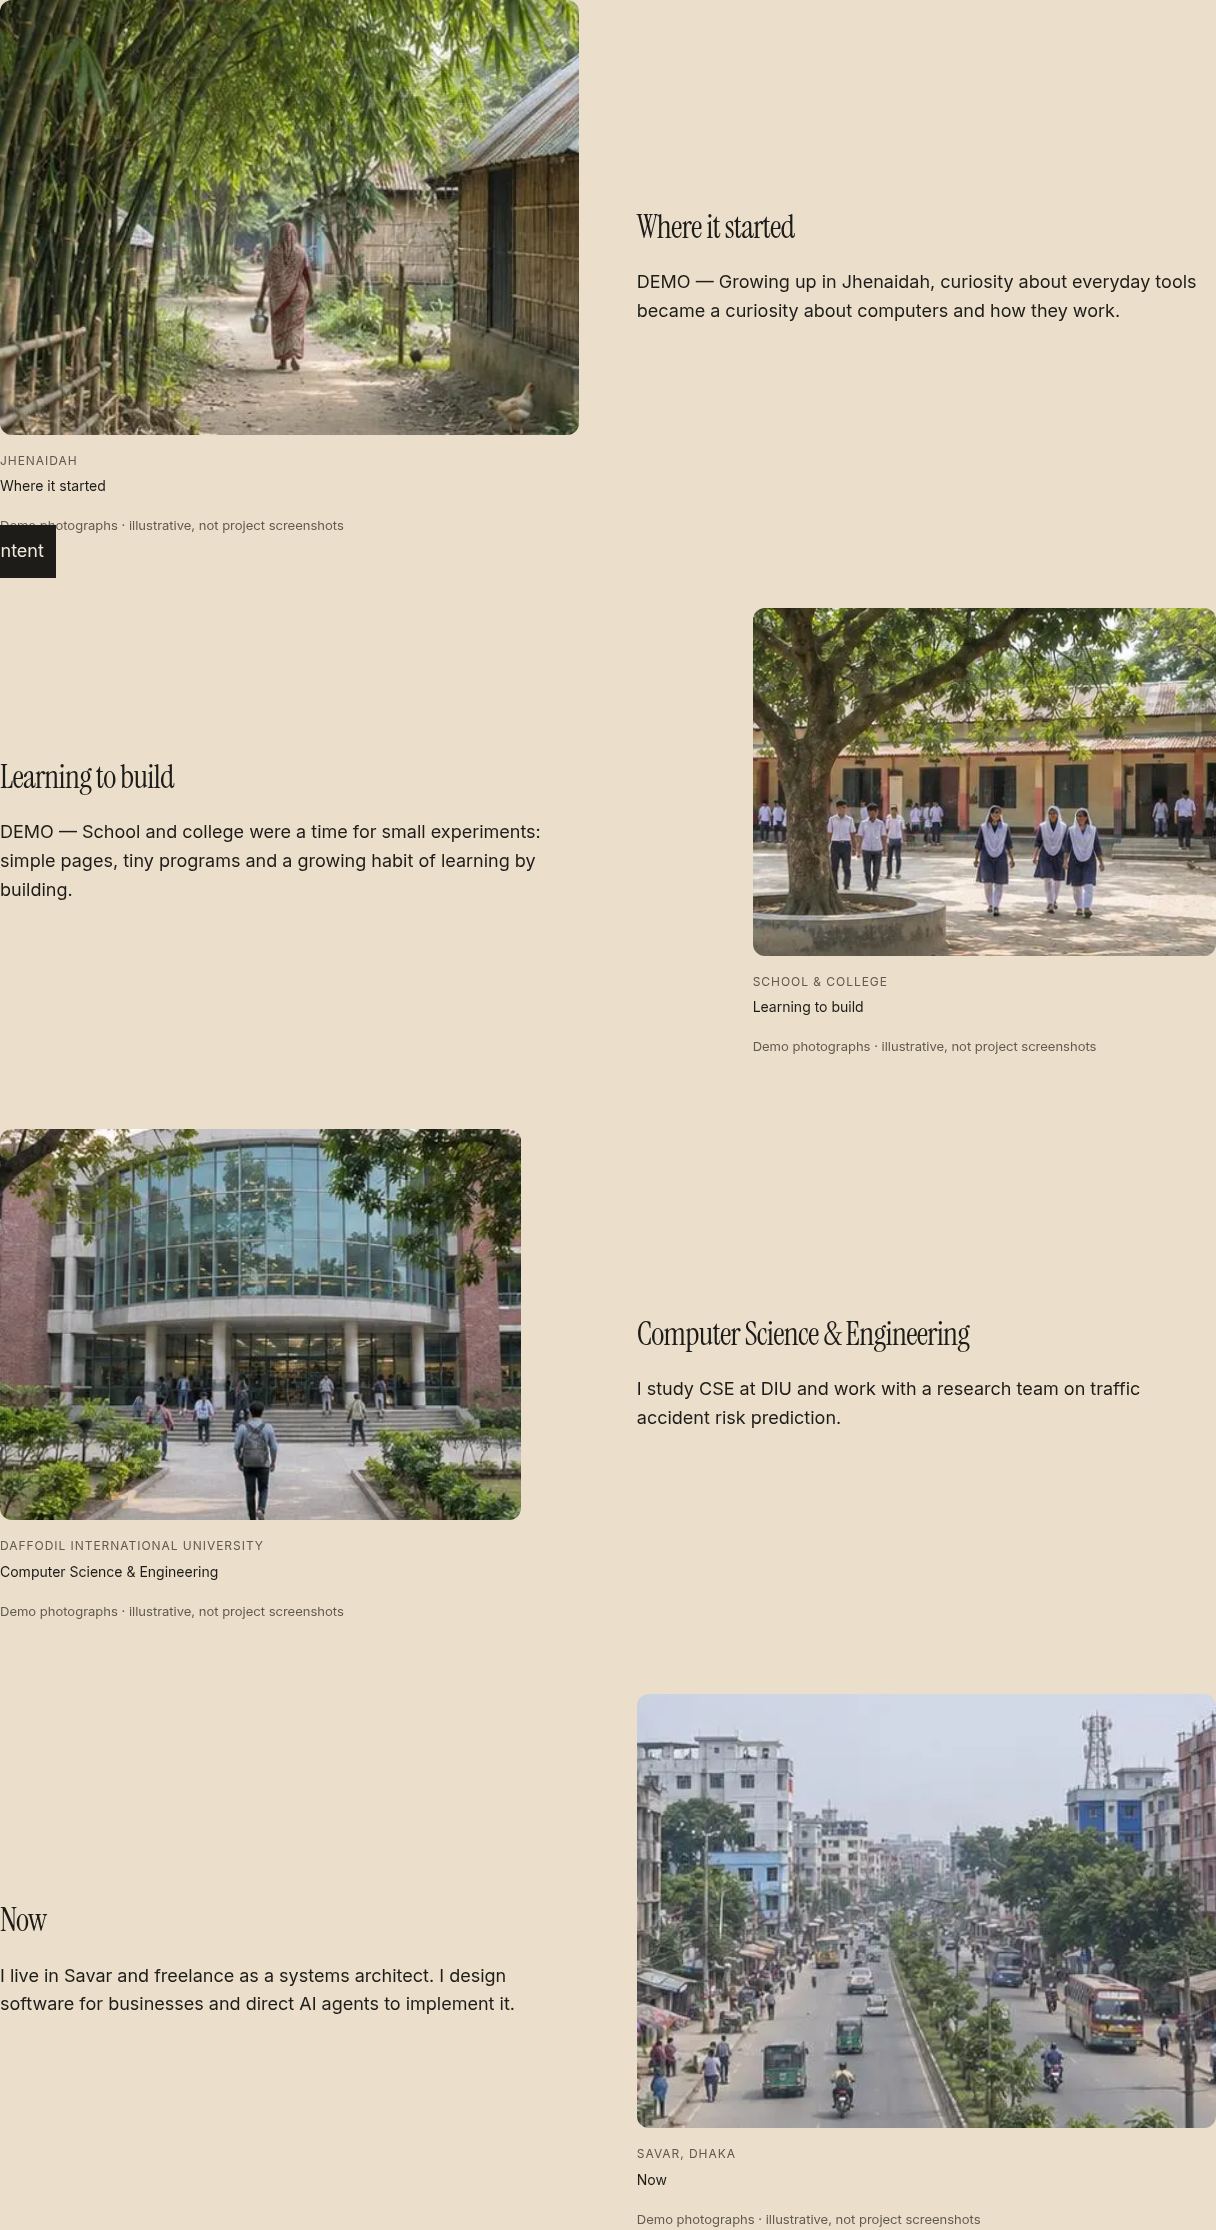 Where it started
DEMO — Growing up in Jhenaidah, curiosity about everyday tools
became a curiosity about computers and how they work.
JHENAIDAH
Where it started
Demo photographs · illustrative, not project screenshots
ntent
Learning to build
DEMO — School and college were a time for small experiments:
simple pages, tiny programs and a growing habit of learning by
building.
SCHOOL & COLLEGE
Learning to build
Demo photographs · illustrative, not project screenshots
Computer Science & Engineering
I study CSE at DIU and work with a research team on traffic
accident risk prediction.
DAFFODIL INTERNATIONAL UNIVERSITY
Computer Science & Engineering
Demo photographs · illustrative, not project screenshots
Now
I live in Savar and freelance as a systems architect. I design
software for businesses and direct AI agents to implement it.
SAVAR, DHAKA
Now
Demo photographs · illustrative, not project screenshots